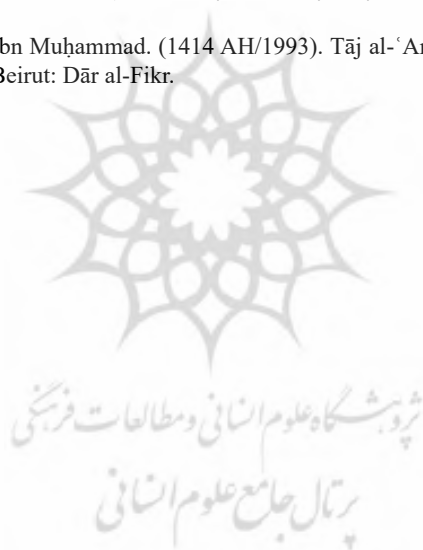 bn Muḥammad. (1414 AH/1993). Tāj al-ʿAr
Beirut: Dār al-Fikr.
پژوهشگاه علوم انسانی و مطالعات فرهنگی
پرتال جامع علوم انسانی